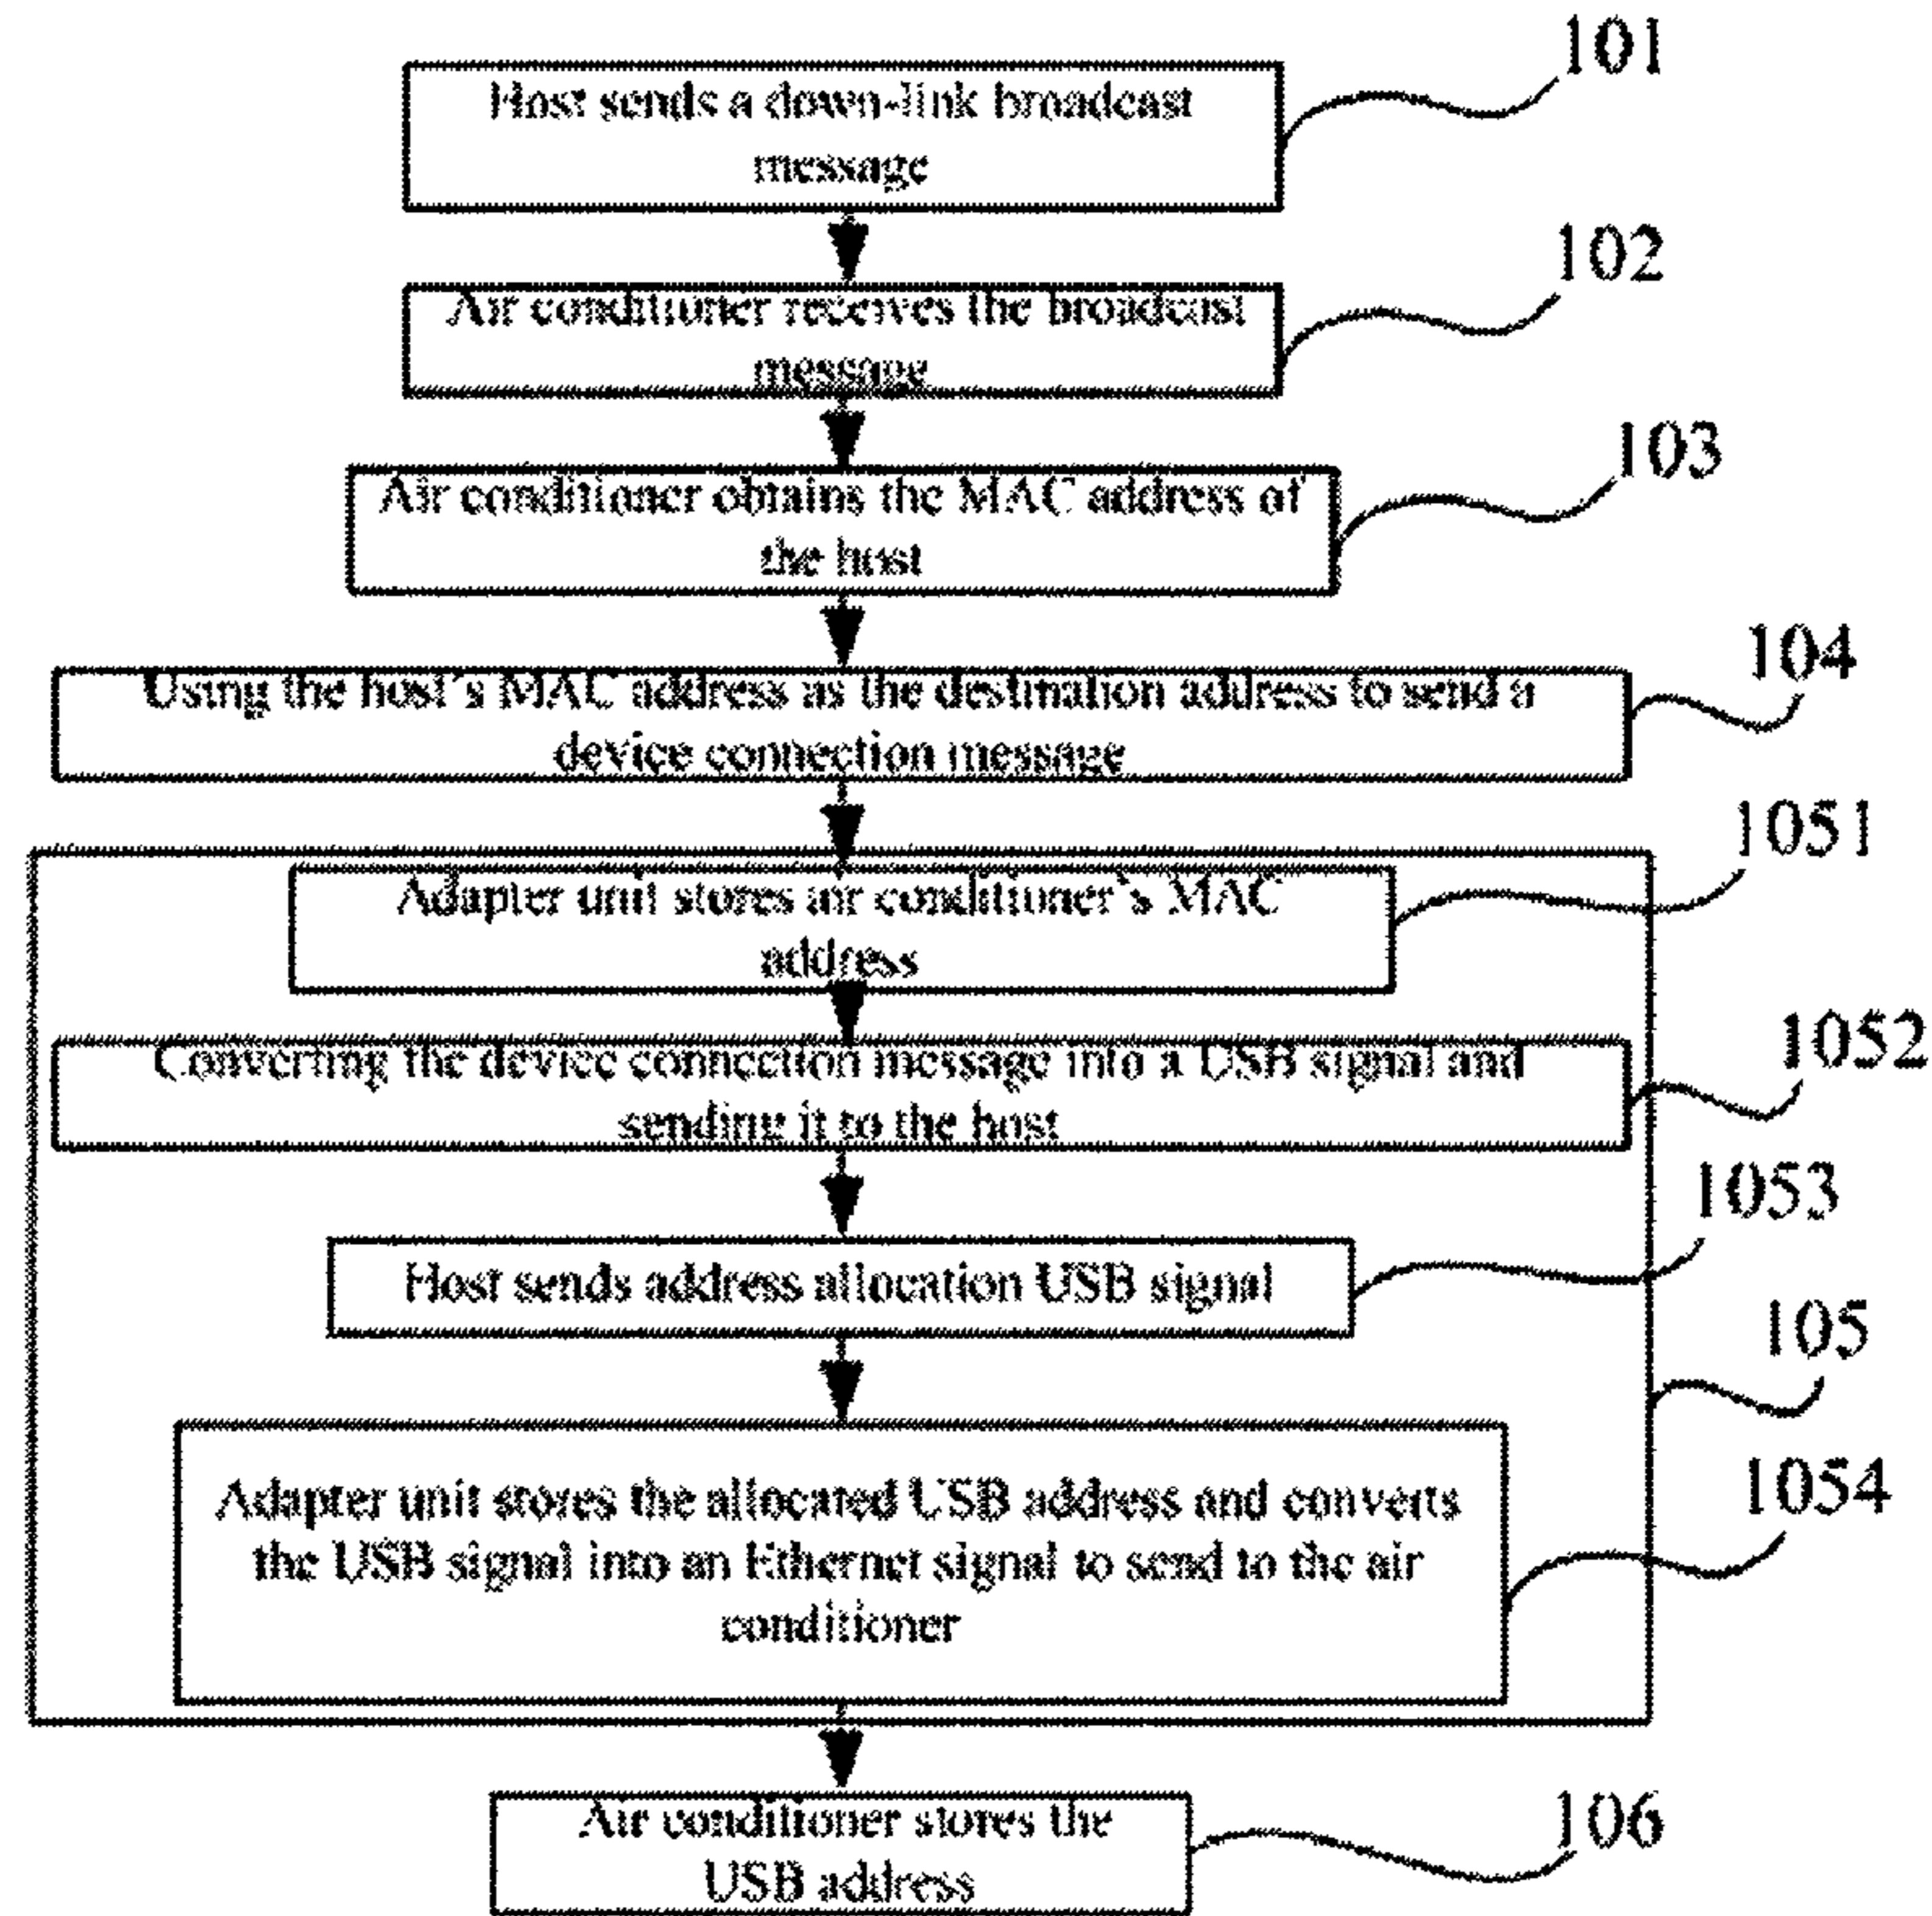 101
Host sends a down-link broadcast
message
102
Air conditioner receives the broadcast
message
103
Air conditioner obtains the MAC address of
the host
104
Using the host's MAC address as the destination address to send a
device connection message
1051
Adapter unit stores air conditioner's MAC
address
1052
Converting the device connection message into a USB signal and
sending it to the host
1053
Host sends address allocation USB signal
105
1054
Adapter unit stores the allocated USB address and converts
the USB signal into an Ethernet signal to send to the air
conditioner
106
Air conditioner stores the
USB address